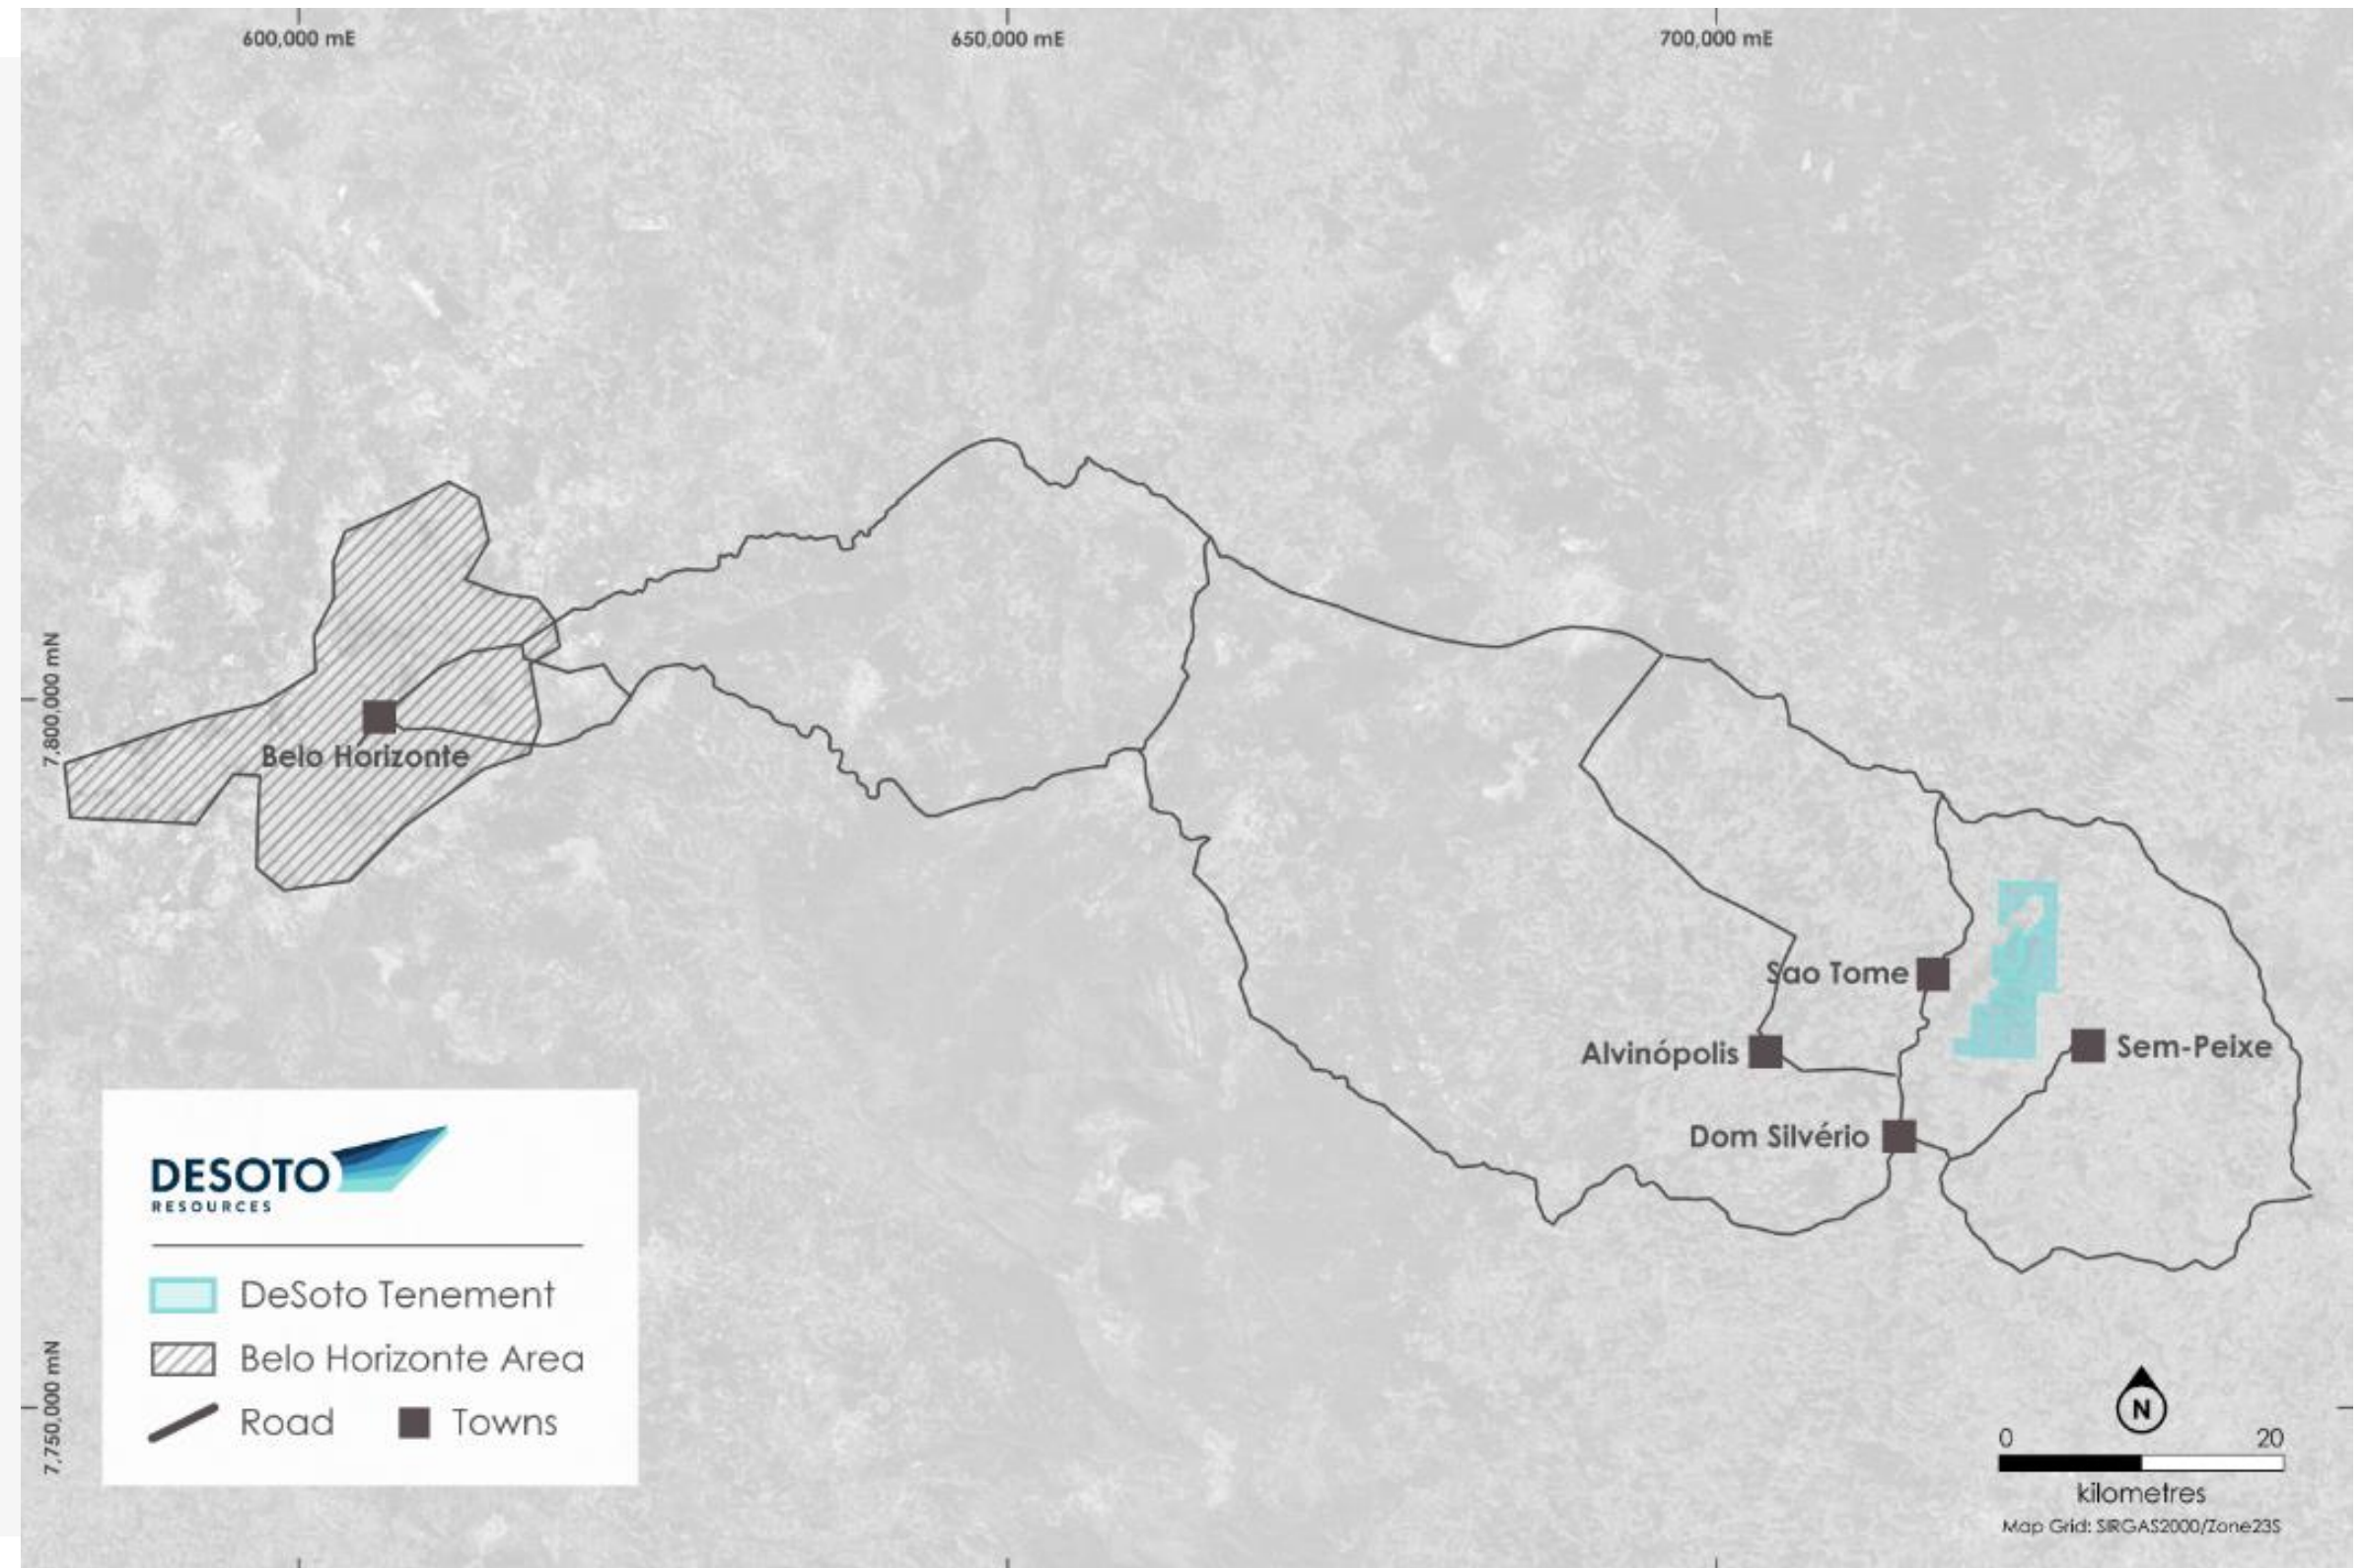 600,000 mE
650,000 mE
700,000 mE
7,800,000 mN
Belo Horizonte
Sao Tome
Alvinópolis
Sem-Peixe
Dom Silvério
7,750,000 mN
DESOTO
RESOURCES
DeSoto Tenement
Belo Horizonte Area
Road
Towns
N
0
20
kilometres
Map Grid: SIRGAS2000/Zone23S